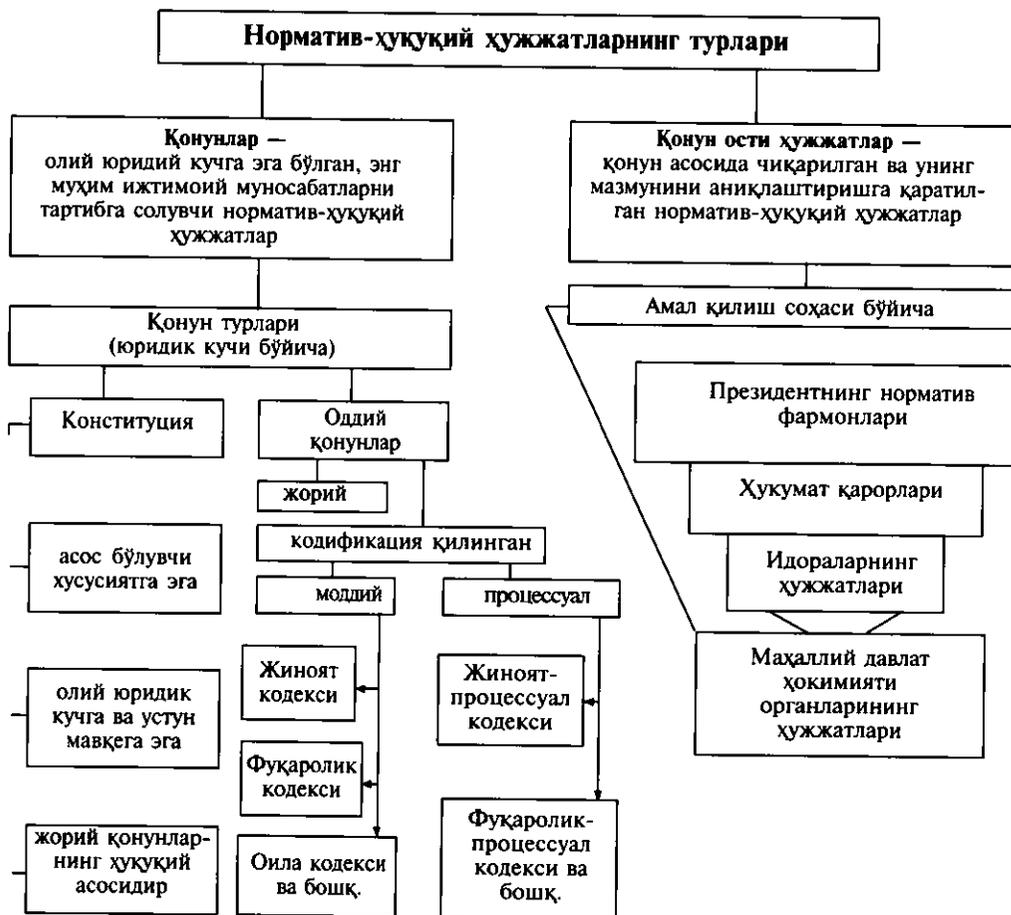 Норматив-ҳуқуқий ҳужжатларнинг турлари
Қонунлар —
олий юридий кучга эга бўлган, энг
муҳим ижтимоий муносабатларни
тартибга солувчи норматив-ҳуқуқий
ҳужжатлар
Қонун ости ҳужжатлар —
қонун асосида чиқарилган ва унинг
мазмунини аниқлаштиришга қаратил-
ган норматив-ҳуқуқий ҳужжатлар
Қонун турлари
(юридик кучи бўйича)
Амал қилиш соҳаси бўйича
Конституция
асос бўлувчи
хусусиятга эга
олий юридик
кучга ва устун
мавқега эга
жорий қонунлар-
нинг ҳуқуқий
асосидир
Оддий
қонунлар
жорий
кодификация қилинган
моддий
Жиноят
кодекси
Фуқаролик
кодекси
Оила кодекси
ва бошқ.
процессуал
Жиноят-
процессуал
кодекси
Фуқаролик-
процессуал
кодекси ва
бошқ.
Президентнинг норматив
фармонлари
Ҳукумат қарорлари
Идораларнинг
ҳужжатлари
Маҳаллий давлат
ҳокимияти
органларининг
ҳужжатлари